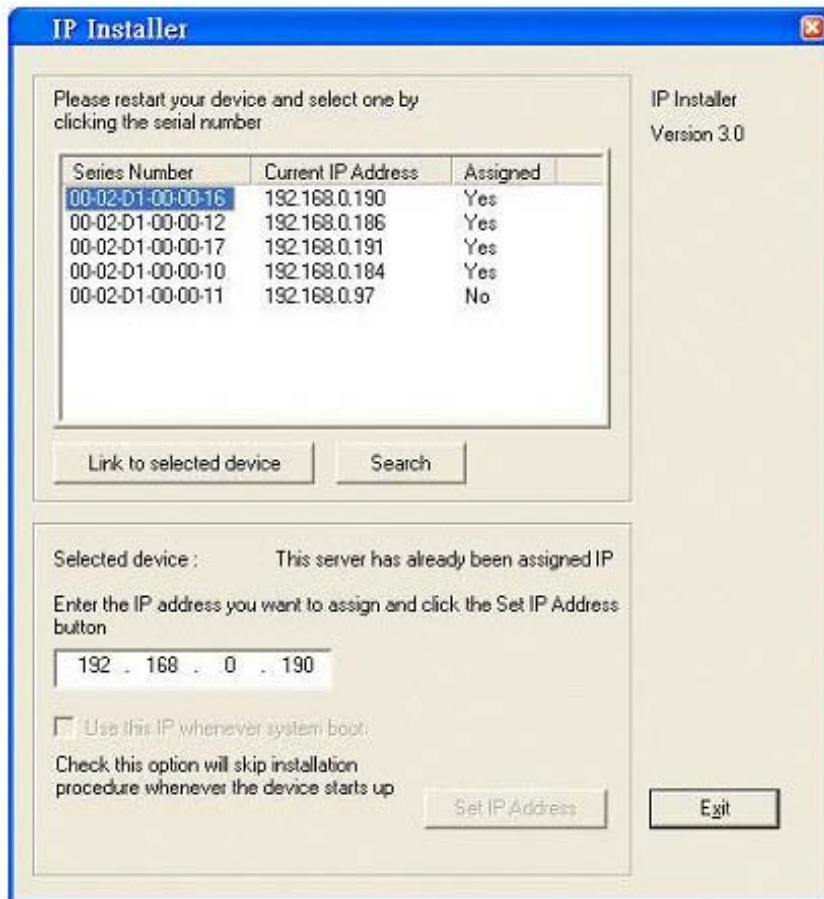 IP Installer
Please restart your device and select one by
clicking the serial number
IP Installer
Version 3.0
Series Number Current IP Address Assigned
00-02-D1-00-00-16 192.168.0.190 Yes
00-02-D1-00-00-12 192.168.0.186 Yes
00-02-D1-00-00-17 192.168.0.191 Yes
00-02-D1-00-00-10 192.168.0.184 Yes
00-02-D1-00-00-11 192.168.0.97 No
Link to selected device Search
Selected device : This server has already been assigned IP
Enter the IP address you want to assign and click the Set IP Address
button
192 . 168 . 0 . 190
Use this IP whenever system boot.
Check this option will skip installation
procedure whenever the device starts up
Set IP Address
Exit